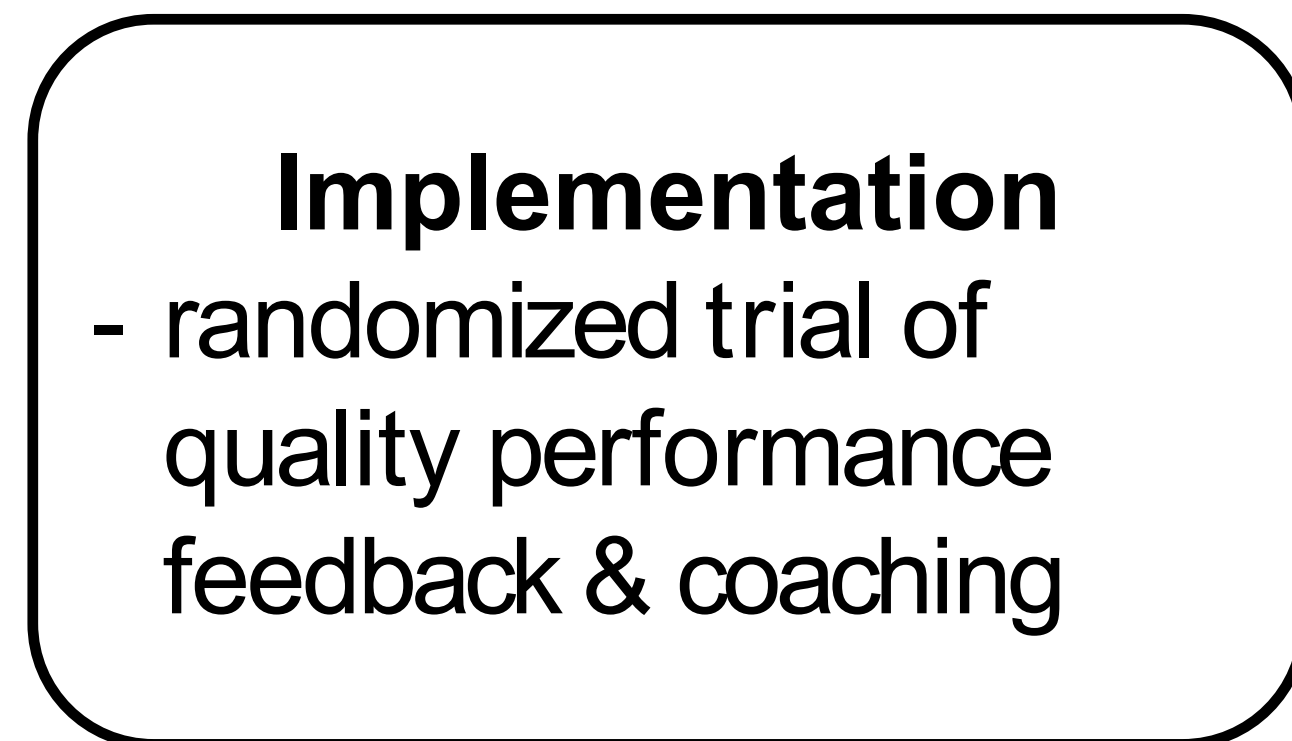 Implementation
- randomized trial of
quality performance
feedback & coaching